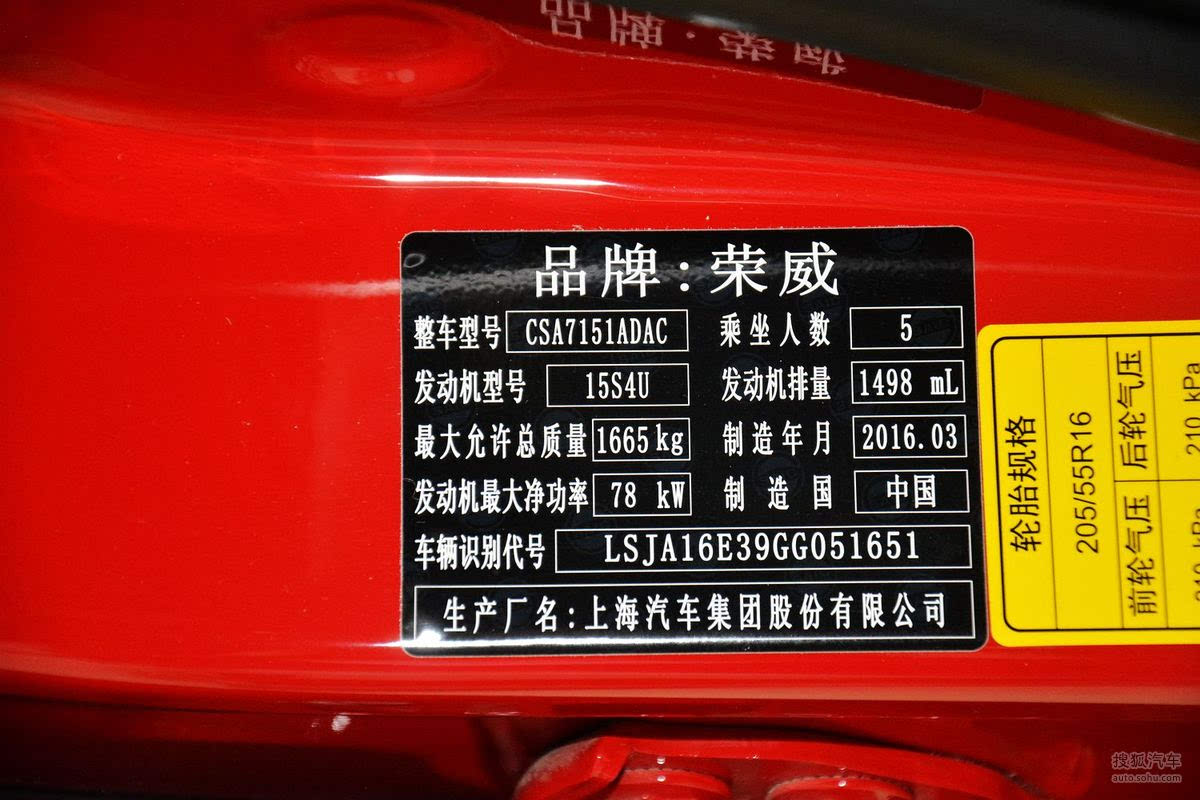 品牌:荣威
整车型号 CSA7151ADAC 乘坐人数 5
发动机型号 15S4U 发动机排量 1498 mL
最大允许总质量 1665kg 制造年月 2016.03
发动机最大净功率 78 kW 制造国 中国
车辆识别代号 LSJA16E39GG051651
生产厂名:上海汽车集团股份有限公司
轮胎规格
205/55R16
前轮气压 后轮气压
210 kPa
搜狐汽车
auto.sohu.com